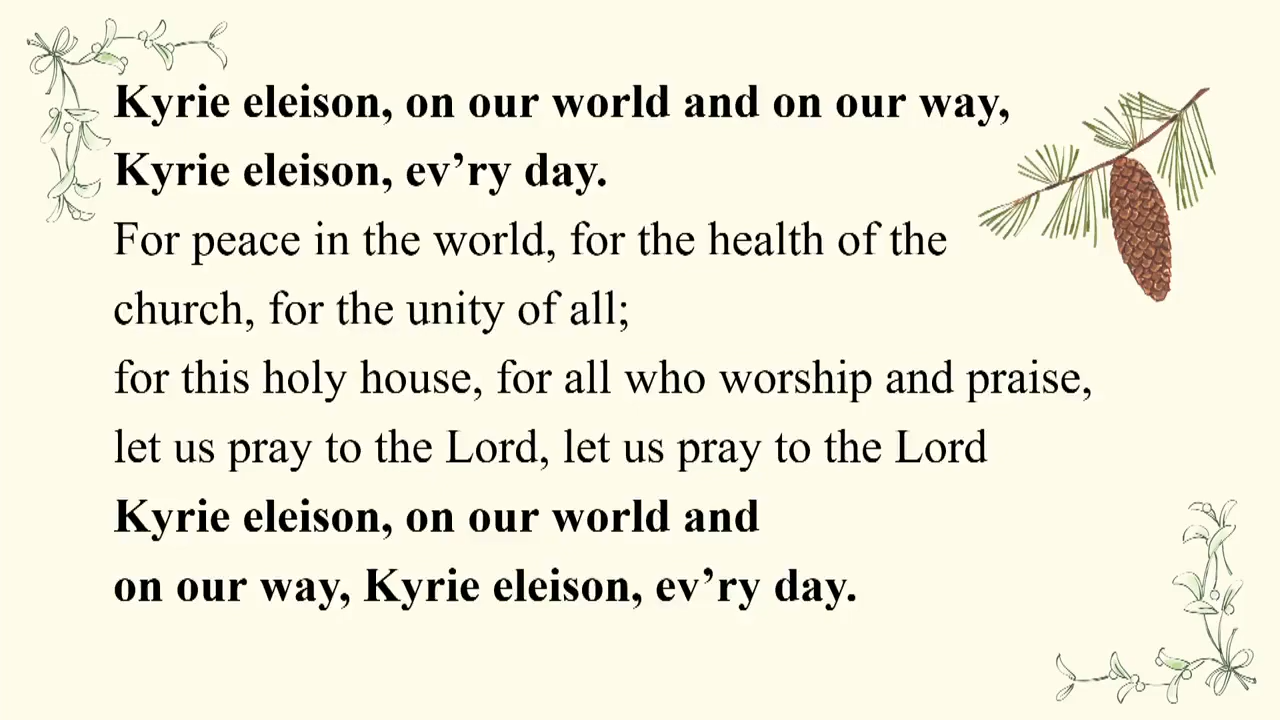 Kyrie eleison, on our world and on our way,
Kyrie eleison, ev’ry day.
For peace in the world, for the health of the
church, for the unity of all;
for this holy house, for all who worship and praise,
let us pray to the Lord, let us pray to the Lord
Kyrie eleison, on our world and
on our way, Kyrie eleison, ev’ry day.